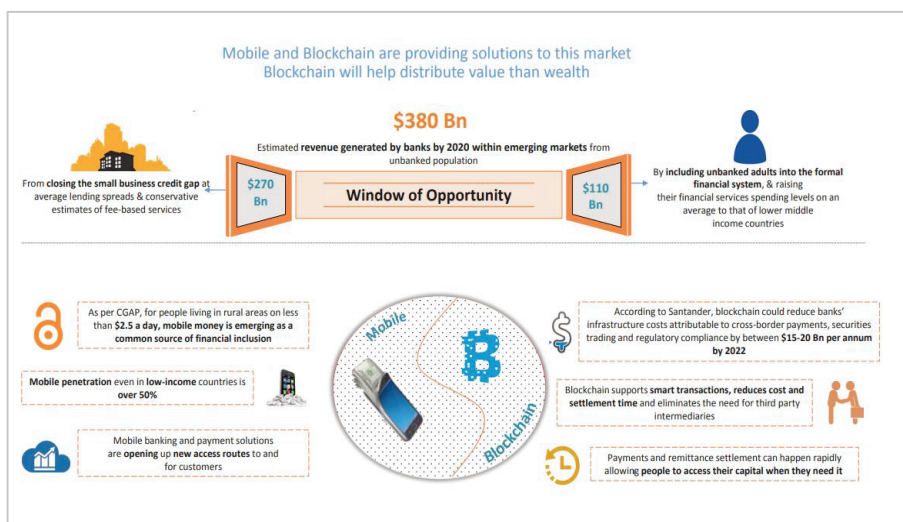 Mobile and Blockchain are providing solutions to this market
Blockchain will help distribute value than wealth
$380 Bn
Estimated revenue generated by banks by 2020 within emerging markets from
unbanked population
From closing the small business credit gap at
average lending spreads & conservative
estimates of fee-based services
$270
Bn
Window of Opportunity
$110
Bn
By including unbanked adults into the formal
financial system, & raising
their financial services spending levels on an
average to that of lower middle
income countries
As per CGAP, for people living in rural areas on less
than $2.5 a day, mobile money is emerging as a
common source of financial inclusion
Mobile penetration even in low-income countries is
over 50%
Mobile banking and payment solutions
are opening up new access routes to and
for customers
Mobile
Blockchain
According to Santander, blockchain could reduce banks'
infrastructure costs attributable to cross-border payments, securities
trading and regulatory compliance by between $15-20 Bn per annum
by 2022
Blockchain supports smart transactions, reduces cost and
settlement time and eliminates the need for third party
intermediaries
Payments and remittance settlement can happen rapidly
allowing people to access their capital when they need it